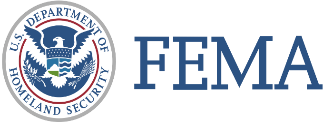 U.S. DEPARTMENT OF
HOMELAND SECURITY
FEMA